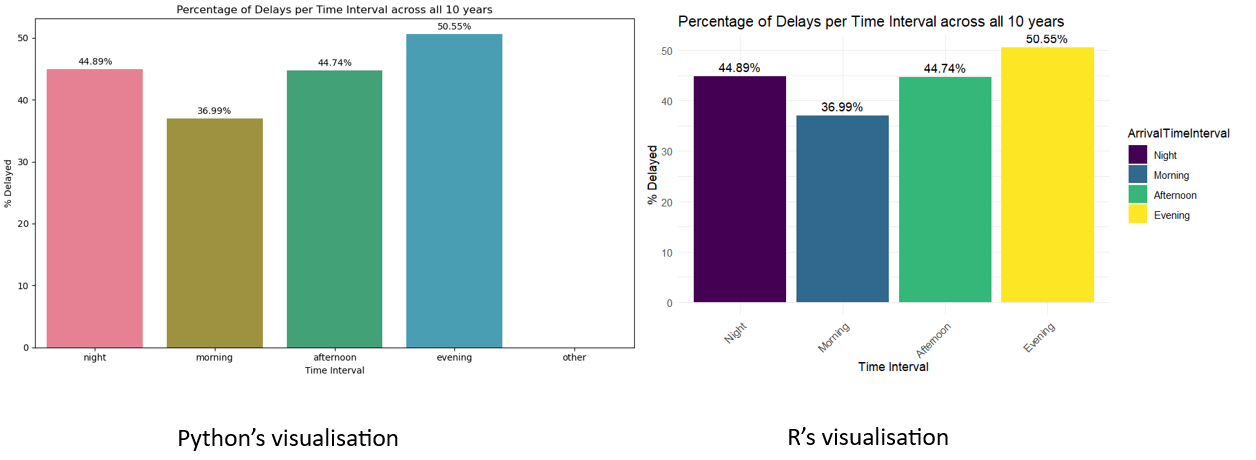 Percentage of Delays per Time Interval across all 10 years
50.55%
50
44.89%
44.74%
40
36.99%
30
% Delayed
20
10
0
night morning afternoon evening other
Time Interval
Python's visualisation
Percentage of Delays per Time Interval across all 10 years
50.55%
50
44.89%
44.74%
40
36.99%
30
% Delayed
20
10
0
Night Morning Afternoon Evening
Time Interval
ArrivalTimeInterval
Night
Morning
Afternoon
Evening
R's visualisation